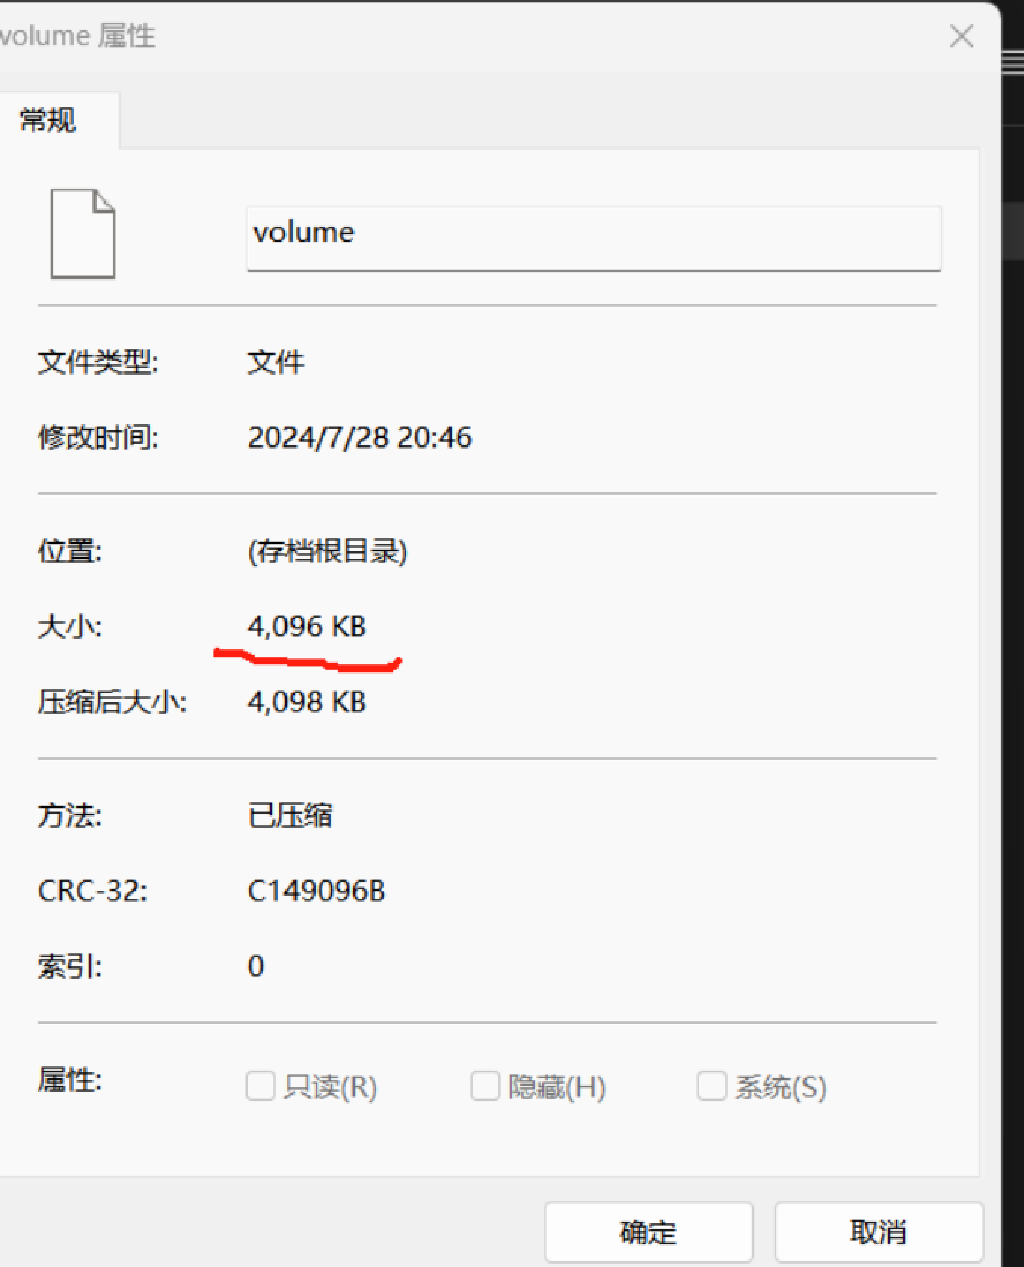 volume 属性
常规
volume
文件类型: 文件
修改时间: 2024/7/28 20:46
位置: (存档根目录)
大小: 4,096 KB
压缩后大小: 4,098 KB
方法: 已压缩
CRC-32: C149096B
索引: 0
属性: 只读(R) 隐藏(H) 系统(S)
确定 取消